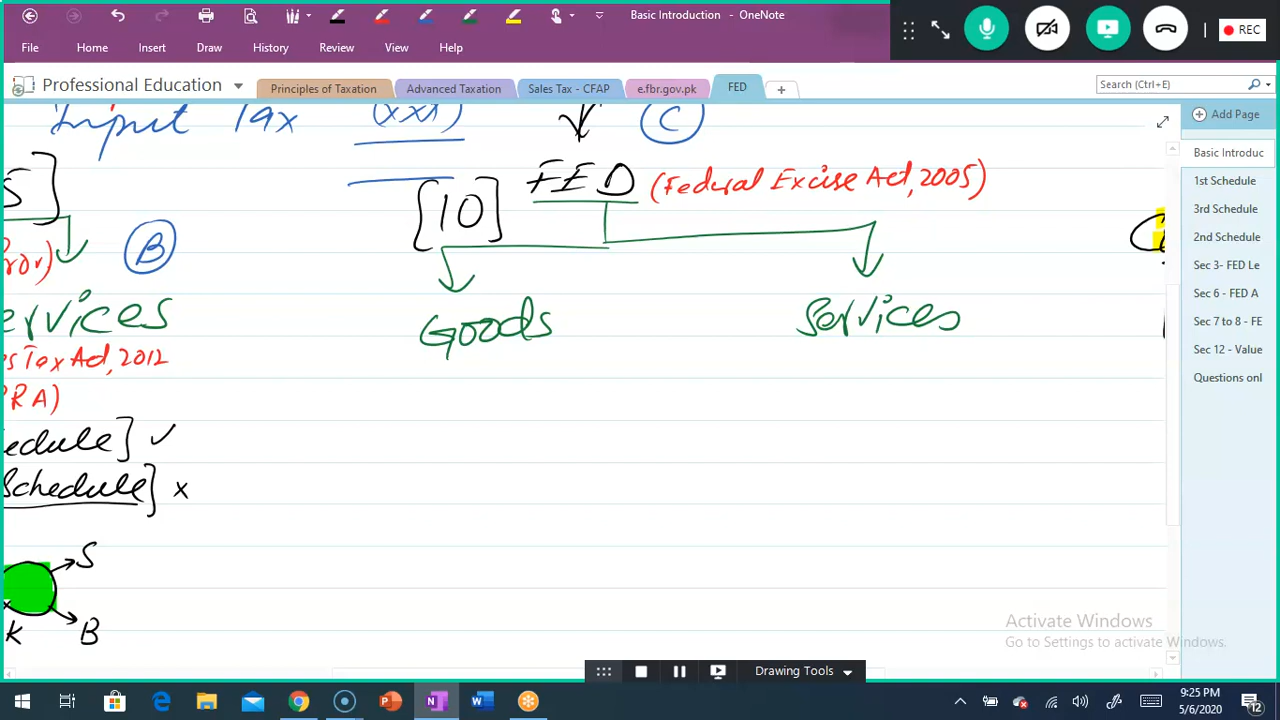 Basic Introduction - OneNote
REC
File Home Insert Draw History Review View Help
Professional Education
Principles of Taxation
Advanced Taxation
Sales Tax - CFAP
e.fbr.gov.pk
FED
Search (Ctrl+E)
Add Page
Basic Introduc
1st Schedule
3rd Schedule
2nd Schedule
Sec 3- FED Le
Sec 6 - FED A
Sec 7 to 8 - FE
Sec 12 - Value
Questions onl
Input Tax (xxx) C
[10] FED (Federal Excise Act, 2005)
S]
B
ervices
Goods Services
s Tax Act, 2012
PRA)
edule] ✓
Schedule] x
S
K B
Activate Windows
Go to Settings to activate Windows.
Drawing Tools
9:25 PM
5/6/2020
12